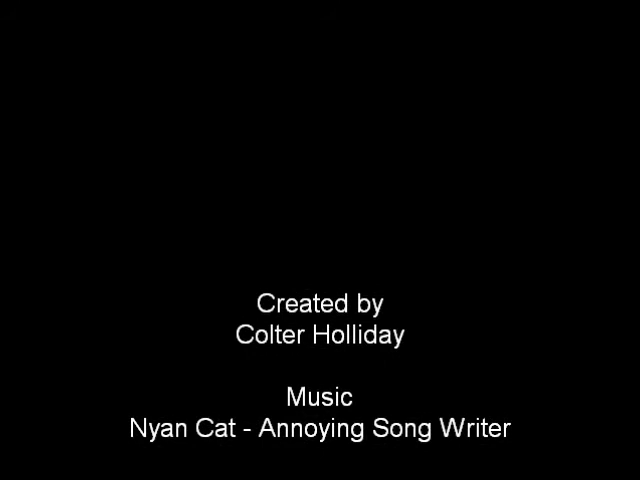 Created by
Colter Holliday
Music
Nyan Cat - Annoying Song Writer